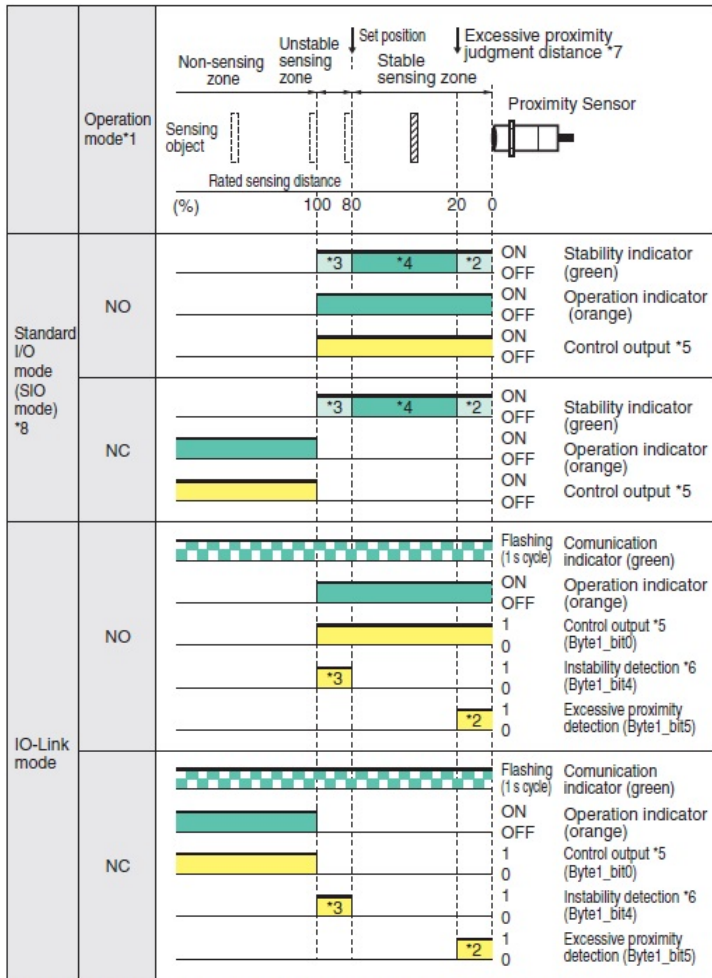 Operation
mode*1
Set position
Excessive proximity
judgment distance *7
Unstable
sensing
zone
Non-sensing
zone
Stable
sensing zone
Sensing
object
Proximity Sensor
Rated sensing distance
(%)
100 80 20 0
Standard
I/O
mode
(SIO
mode)
*8
NO
*3 *4 *2
ON
OFF
Stability indicator
(green)
ON
OFF
Operation indicator
(orange)
ON
OFF
Control output *5
NC
*3 *4 *2
ON
OFF
Stability indicator
(green)
ON
OFF
Operation indicator
(orange)
ON
OFF
Control output *5
IO-Link
mode
NO
Flashing
(1 s cycle)
Comunication
indicator (green)
ON
OFF
Operation indicator
(orange)
1
0
Control output *5
(Byte1_bit0)
*3
1
0
Instability detection *6
(Byte1_bit4)
*2
1
0
Excessive proximity
detection (Byte1_bit5)
NC
Flashing
(1 s cycle)
Comunication
indicator (green)
ON
OFF
Operation indicator
(orange)
1
0
Control output *5
(Byte1_bit0)
*3
1
0
Instability detection *6
(Byte1_bit4)
*2
1
0
Excessive proximity
detection (Byte1_bit5)